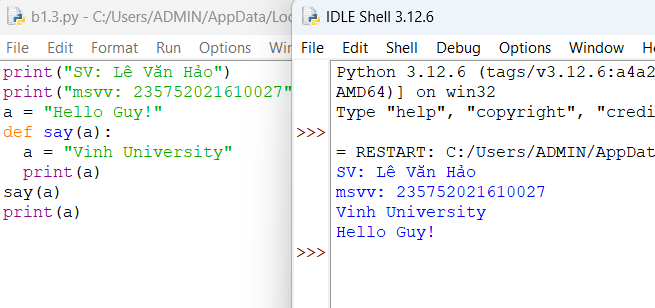 b1.3.py - C:/Users/ADMIN/AppData/Loc
File Edit Format Run Options Win
print("SV: Lê Văn Hảo")
print("msvv: 235752021610027"
a = "Hello Guy!"
def say(a):
a = "Vinh University"
print(a)
say(a)
print(a)
IDLE Shell 3.12.6
File Edit Shell Debug Options Window
Python 3.12.6 (tags/v3.12.6:a4a2
AMD64)] on win32
Type "help", "copyright", "credi
>>>
= RESTART: C:/Users/ADMIN/AppDat
SV: Lê Văn Hảo
msvv: 235752021610027
Vinh University
Hello Guy!
>>>